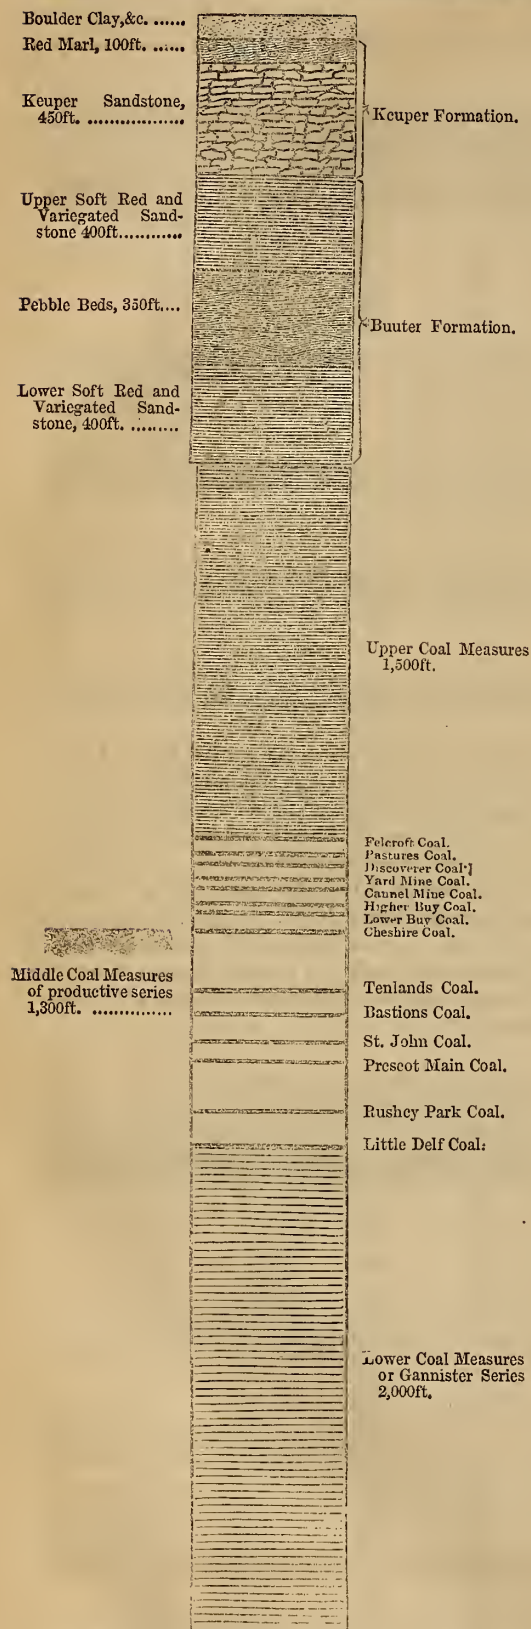 Boulder Clay,&c. ......
Red Marl, 100ft. ......
Keuper Sandstone,
450ft. .................
Keuper Formation.
Upper Soft Red and
Variegated Sand-
stone 400ft...........
Pebble Beds, 350ft....
Buuter Formation.
Lower Soft Red and
Variegated Sand-
stone, 400ft. .........
Upper Coal Measures
1,500ft.
Felcroft Coal.
Pastures Coal.
Discoverer Coal.]
Yard Mine Coal.
Cannel Mine Coal.
Higher Buy Coal.
Lower Buy Coal.
Cheshire Coal.
Middle Coal Measures
of productive series
1,300ft. ...............
Tenlands Coal.
Bastions Coal.
St. John Coal.
Prescot Main Coal.
Rushey Park Coal.
Little Delf Coal:
Lower Coal Measures
or Gannister Series
2,000ft.